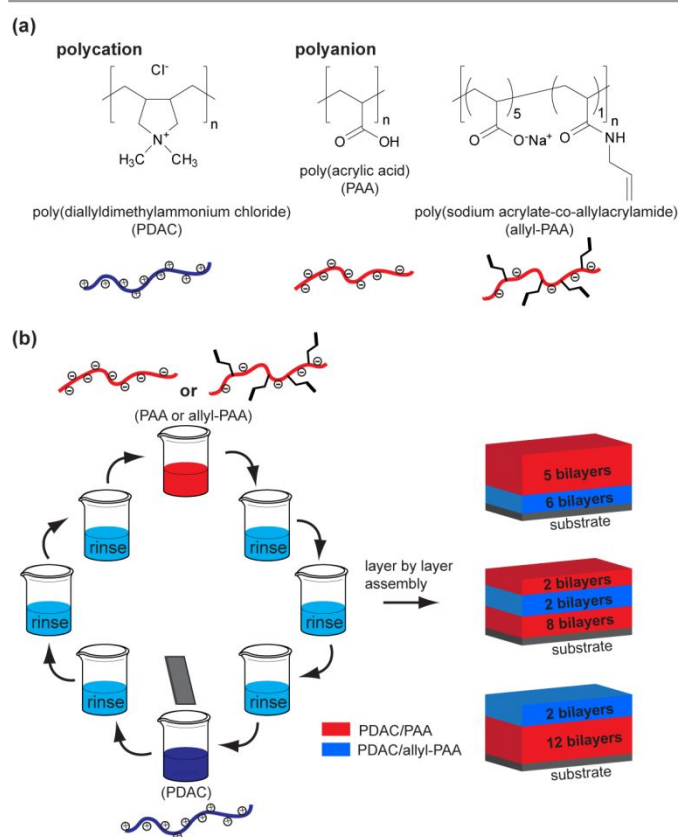 (a)
polycation
polyanion
Cl-
n
N+
H3C
CH3
n
O
OH
5
1
n
O
O-Na+
O
NH
poly(diallyldimethylammonium chloride)
(PDAC)
poly(acrylic acid)
(PAA)
poly(sodium acrylate-co-allylacrylamide)
(allyl-PAA)
(b)
or
(PAA or allyl-PAA)
rinse
rinse
rinse
rinse
rinse
rinse
(PDAC)
layer by layer
assembly
PDAC/PAA
PDAC/allyl-PAA
5 bilayers
6 bilayers
substrate
2 bilayers
2 bilayers
8 bilayers
substrate
2 bilayers
12 bilayers
substrate